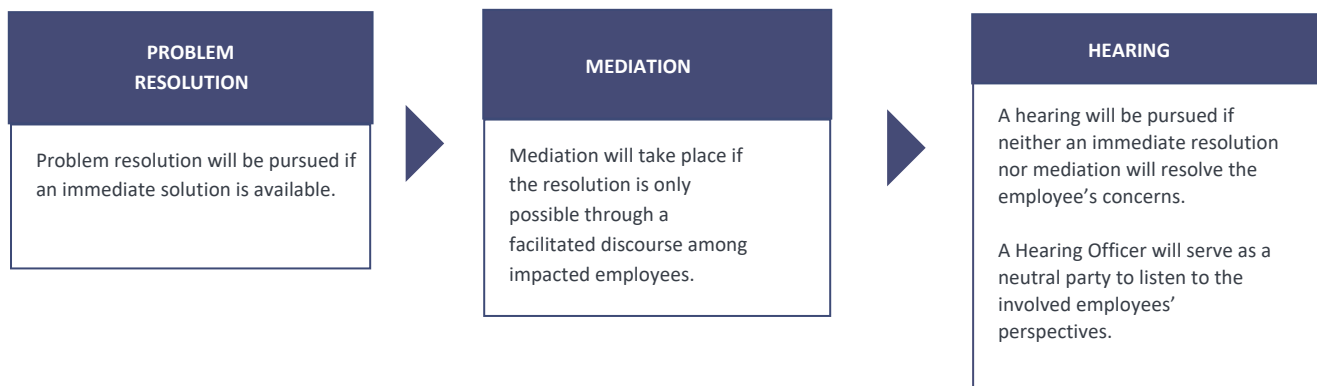 PROBLEM
RESOLUTION
Problem resolution will be pursued if
an immediate solution is available.
MEDIATION
Mediation will take place if
the resolution is only
possible through a
facilitated discourse among
impacted employees.
HEARING
A hearing will be pursued if
neither an immediate resolution
nor mediation will resolve the
employee’s concerns.
A Hearing Officer will serve as a
neutral party to listen to the
involved employees’
perspectives.